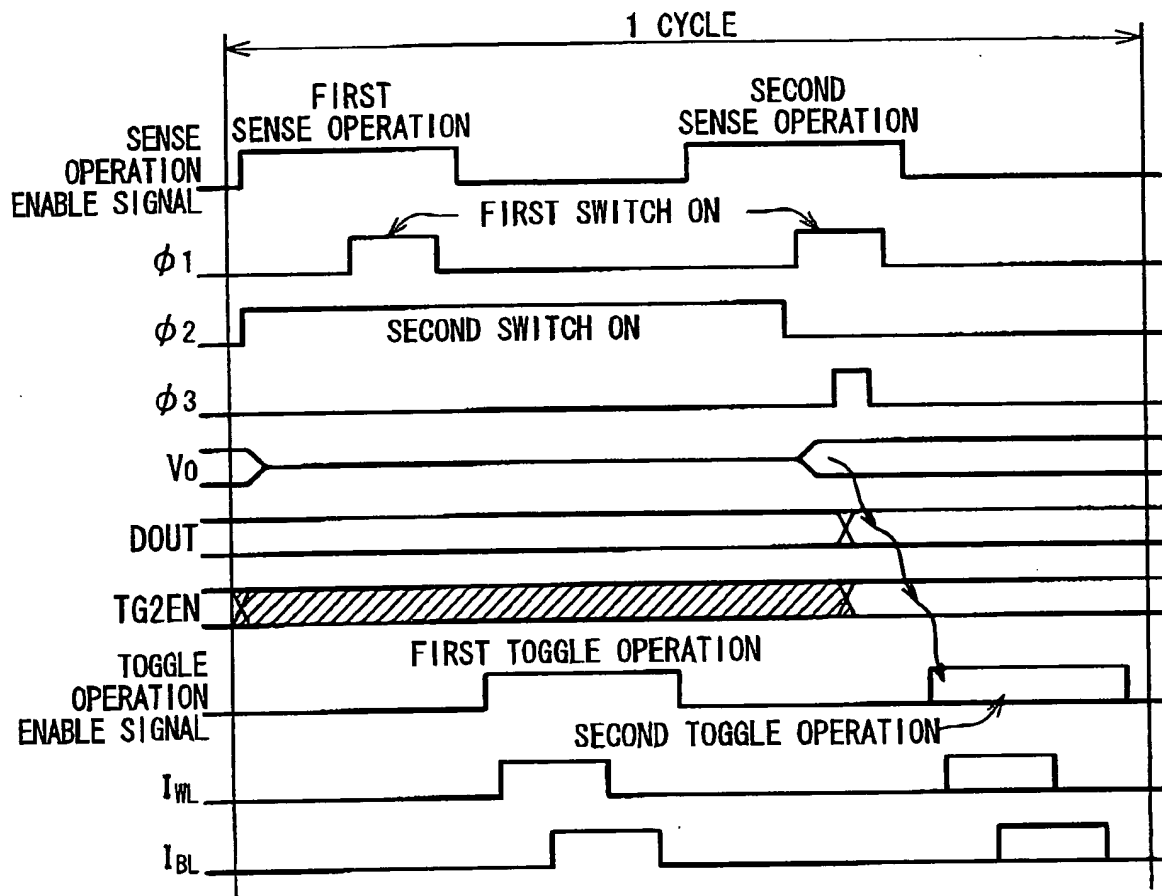 1 CYCLE
FIRST
SENSE OPERATION
SECOND
SENSE OPERATION
SENSE
OPERATION
ENABLE SIGNAL
FIRST SWITCH ON
φ1
φ2
SECOND SWITCH ON
φ3
Vo
DOUT
TG2EN
FIRST TOGGLE OPERATION
TOGGLE
OPERATION
ENABLE SIGNAL
SECOND TOGGLE OPERATION
IWL
IBL